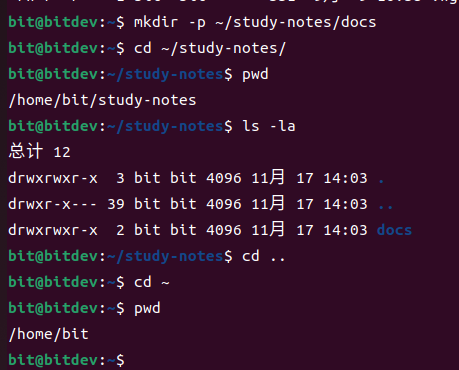 bit@bitdev:~$ mkdir -p ~/study-notes/docs
bit@bitdev:~$ cd ~/study-notes/
bit@bitdev:~/study-notes$ pwd
/home/bit/study-notes
bit@bitdev:~/study-notes$ ls -la
总计 12
drwxrwxr-x  3 bit bit 4096 11月 17 14:03 .
drwxr-x--- 39 bit bit 4096 11月 17 14:03 ..
drwxrwxr-x  2 bit bit 4096 11月 17 14:03 docs
bit@bitdev:~/study-notes$ cd ..
bit@bitdev:~$ cd ~
bit@bitdev:~$ pwd
/home/bit
bit@bitdev:~$